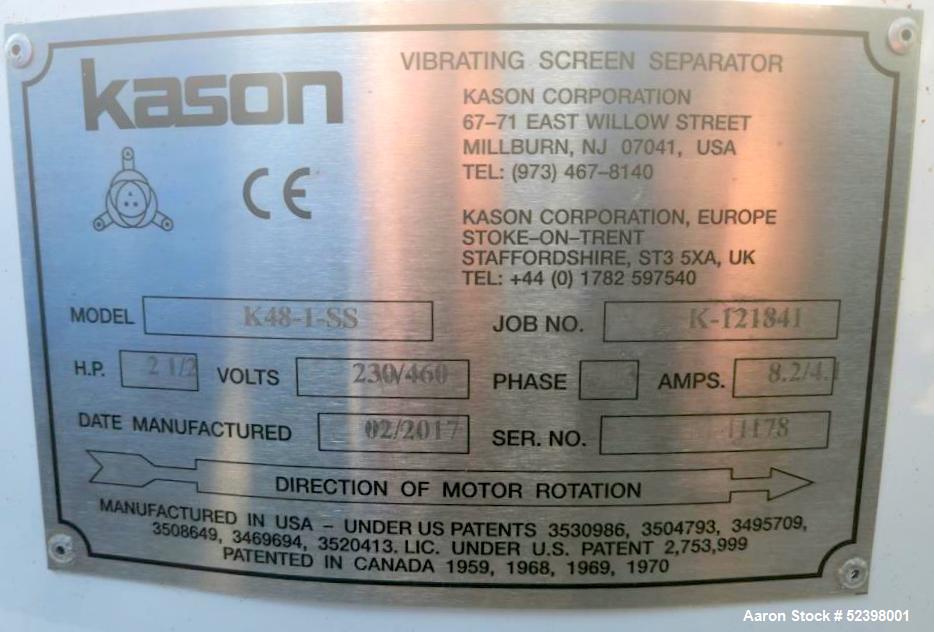 kason
VIBRATING SCREEN SEPARATOR
KASON CORPORATION
67-71 EAST WILLOW STREET
MILLBURN, NJ 07041, USA
TEL: (973) 467-8140
CE
KASON CORPORATION, EUROPE
STOKE-ON-TRENT
STAFFORDSHIRE, ST3 5XA, UK
TEL: +44 (0) 1782 597540
MODEL K48-1-SS JOB NO. K-121841
H.P. 2 1/2 VOLTS 230/460 PHASE AMPS. 8.2/4.1
DATE MANUFACTURED 02/2017 SER. NO.
DIRECTION OF MOTOR ROTATION
MANUFACTURED IN USA - UNDER US PATENTS 3530986, 3504793, 3495709,
3508649, 3469694, 3520413. LIC. UNDER U.S. PATENT 2,753,999
PATENTED IN CANADA 1959, 1968, 1969, 1970
Aaron Stock # 52398001